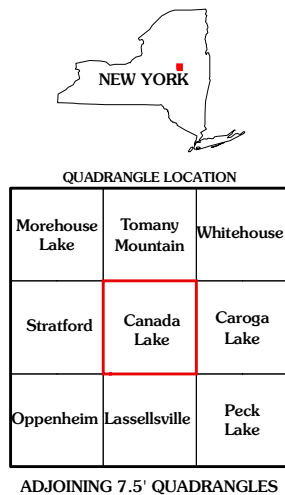 NEW YORK
QUADRANGLE LOCATION
Morehouse
Lake
Tomany
Mountain
Whitehouse
Stratford
Canada
Lake
Caroga
Lake
Oppenheim
Lassellsville
Peck
Lake
ADJOINING 7.5' QUADRANGLES